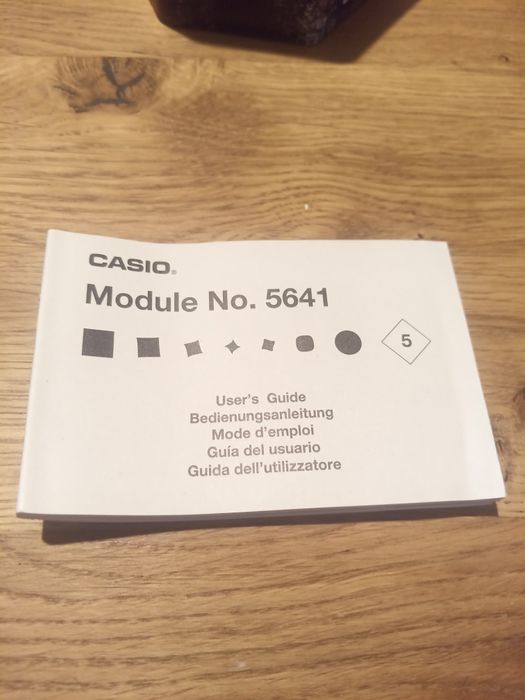 CASIO®
Module No. 5641
5
User's Guide
Bedienungsanleitung
Mode d'emploi
Guía del usuario
Guida dell'utilizzatore